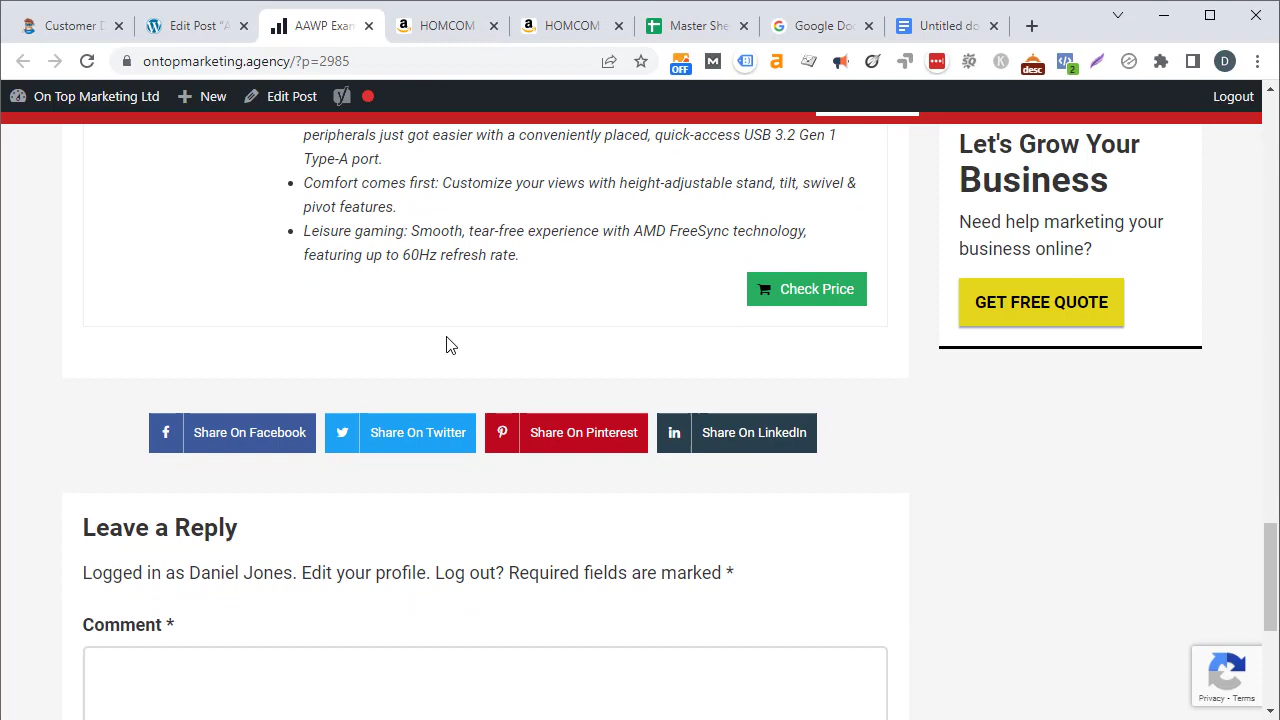 Customer D
Edit Post "A
AAWP Exam
HOMCOM
HOMCOM
Master She
Google Doc
Untitled do
ontopmarketing.agency/?p=2985
OFF
desc
2
D
On Top Marketing Ltd
New
Edit Post
Logout
peripherals just got easier with a conveniently placed, quick-access USB 3.2 Gen 1
Type-A port.
Comfort comes first: Customize your views with height-adjustable stand, tilt, swivel &
pivot features.
Leisure gaming: Smooth, tear-free experience with AMD FreeSync technology,
featuring up to 60Hz refresh rate.
Check Price
Let's Grow Your
Business
Need help marketing your
business online?
GET FREE QUOTE
Share On Facebook
Share On Twitter
Share On Pinterest
Share On LinkedIn
Leave a Reply
Logged in as Daniel Jones. Edit your profile. Log out? Required fields are marked *
Comment *
Privacy - Terms